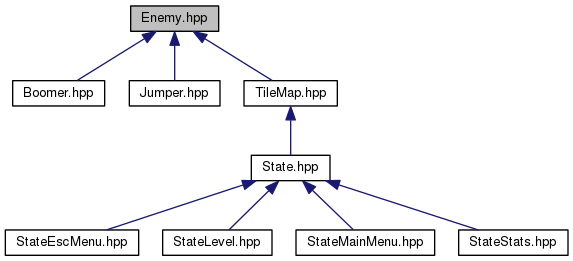 Enemy.hpp
Boomer.hpp
Jumper.hpp
TileMap.hpp
State.hpp
StateEscMenu.hpp
StateLevel.hpp
StateMainMenu.hpp
StateStats.hpp